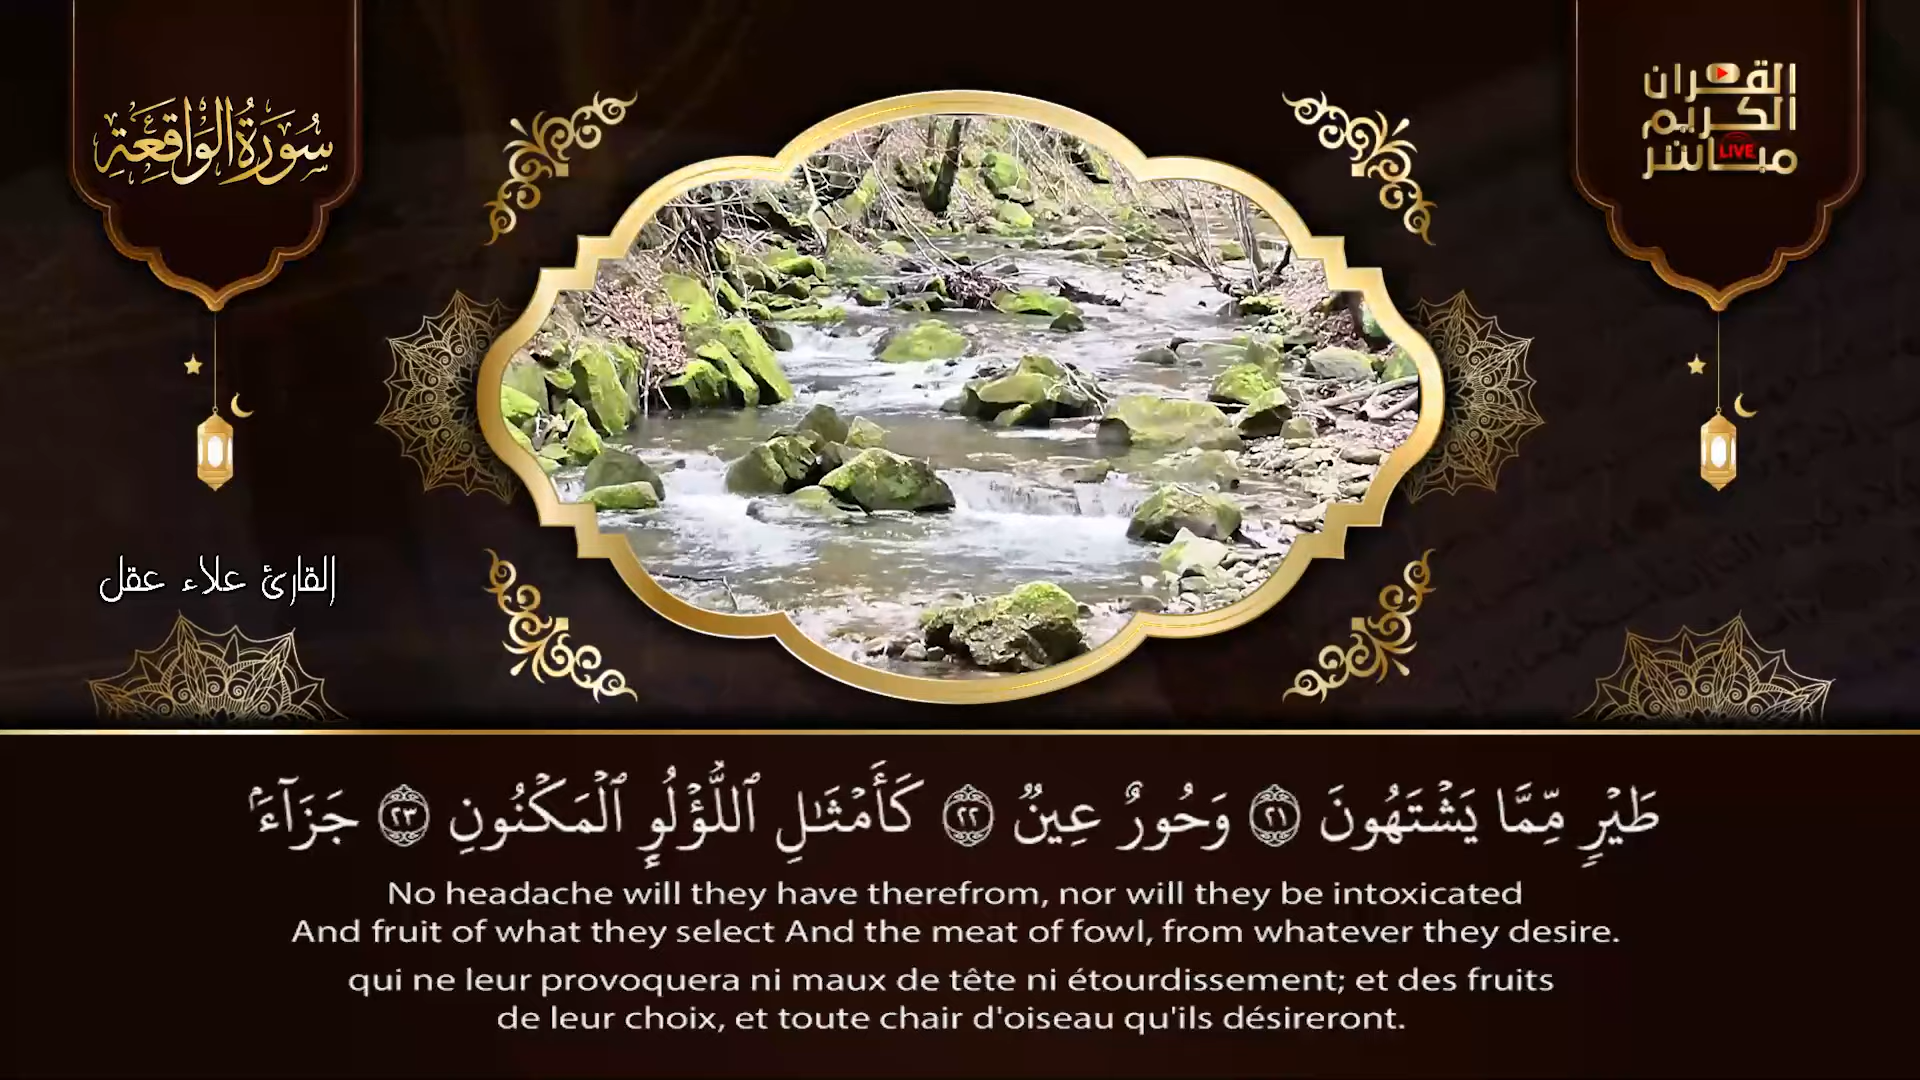 سُورَةُ الوَاقِعَةِ
القرآن
الكريم
مباشر
LIVE
القارئ علاء عقل
طَيْرٍ مِّمَّا يَشْتَهُونَ ٢١ وَحُورٌ عِينٌ ٢٢ كَأَمْثَـٰلِ ٱللُّؤْلُؤِ ٱلْمَكْنُونِ ٢٣ جَزَآءًۢ
No headache will they have therefrom, nor will they be intoxicated
And fruit of what they select And the meat of fowl, from whatever they desire.
qui ne leur provoquera ni maux de tête ni étourdissement; et des fruits
de leur choix, et toute chair d'oiseau qu'ils désireront.